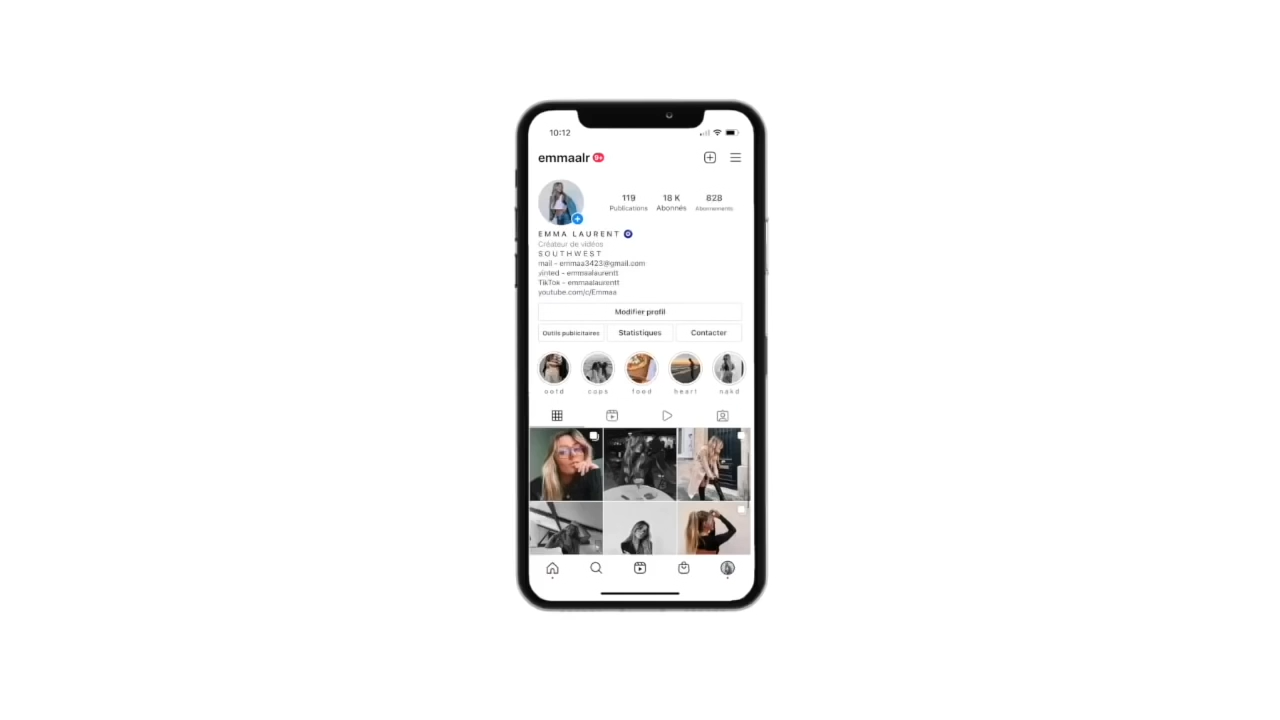 10:12
emmaalr 9+
119 18 K 828
Publications Abonnés Abonnements
EMMA LAURENT
Créateur de vidéos
SOUTHWEST
mail - emmaa3423@gmail.com
vinted - emmaalaurentt
TikTok - emmaalaurentt
youtube.com/c/Emmaa
Modifier profil
Outils publicitaires Statistiques Contacter
ootd cops food heart nakd